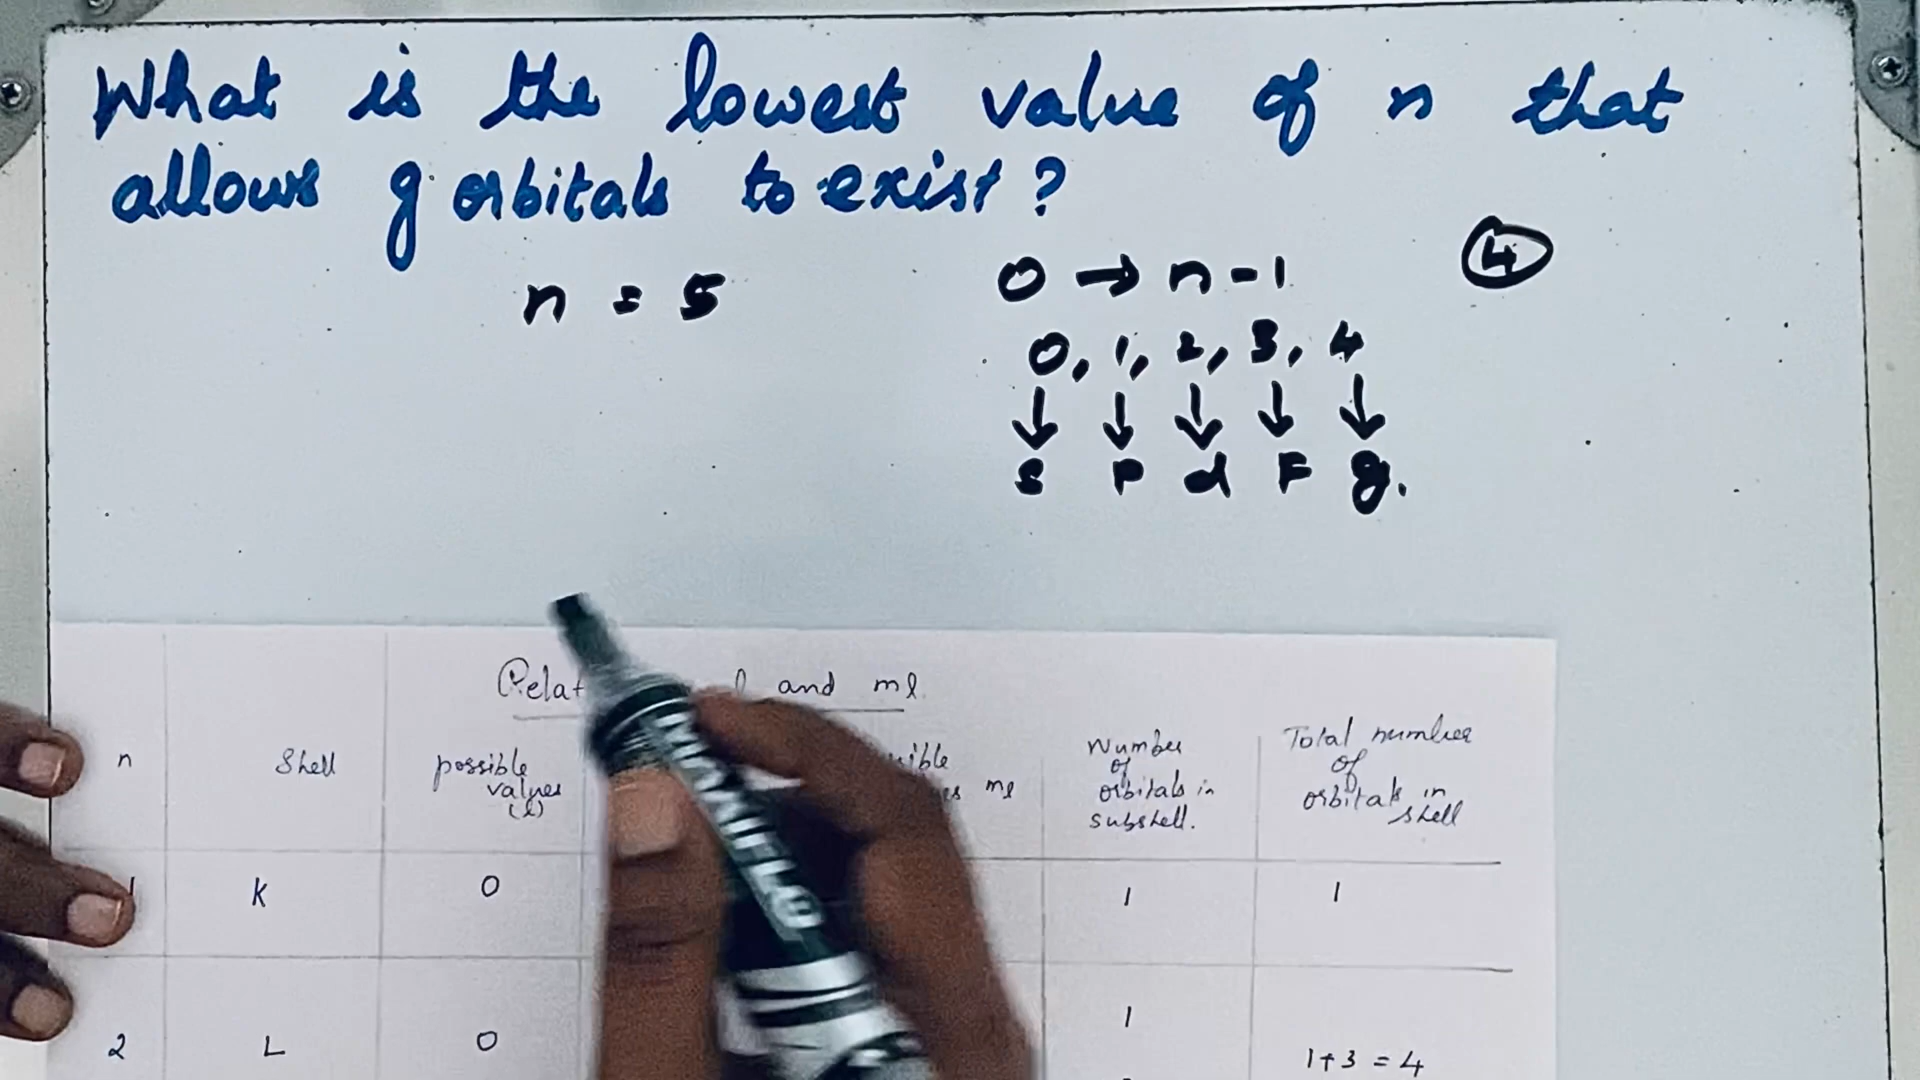 What is the lowest value of n that
allows g orbitals to exist?
n = 5
0 → n-1
4
0, 1, 2, 3, 4
↓ ↓ ↓ ↓ ↓
s p d F g.
l and ml
n
Shell
possible
values
(l)
ml
Number
of
orbitals in
subshell.
Total number
of
orbitals in
shell
K 0 1 1
2 L 0 1
1+3 = 4